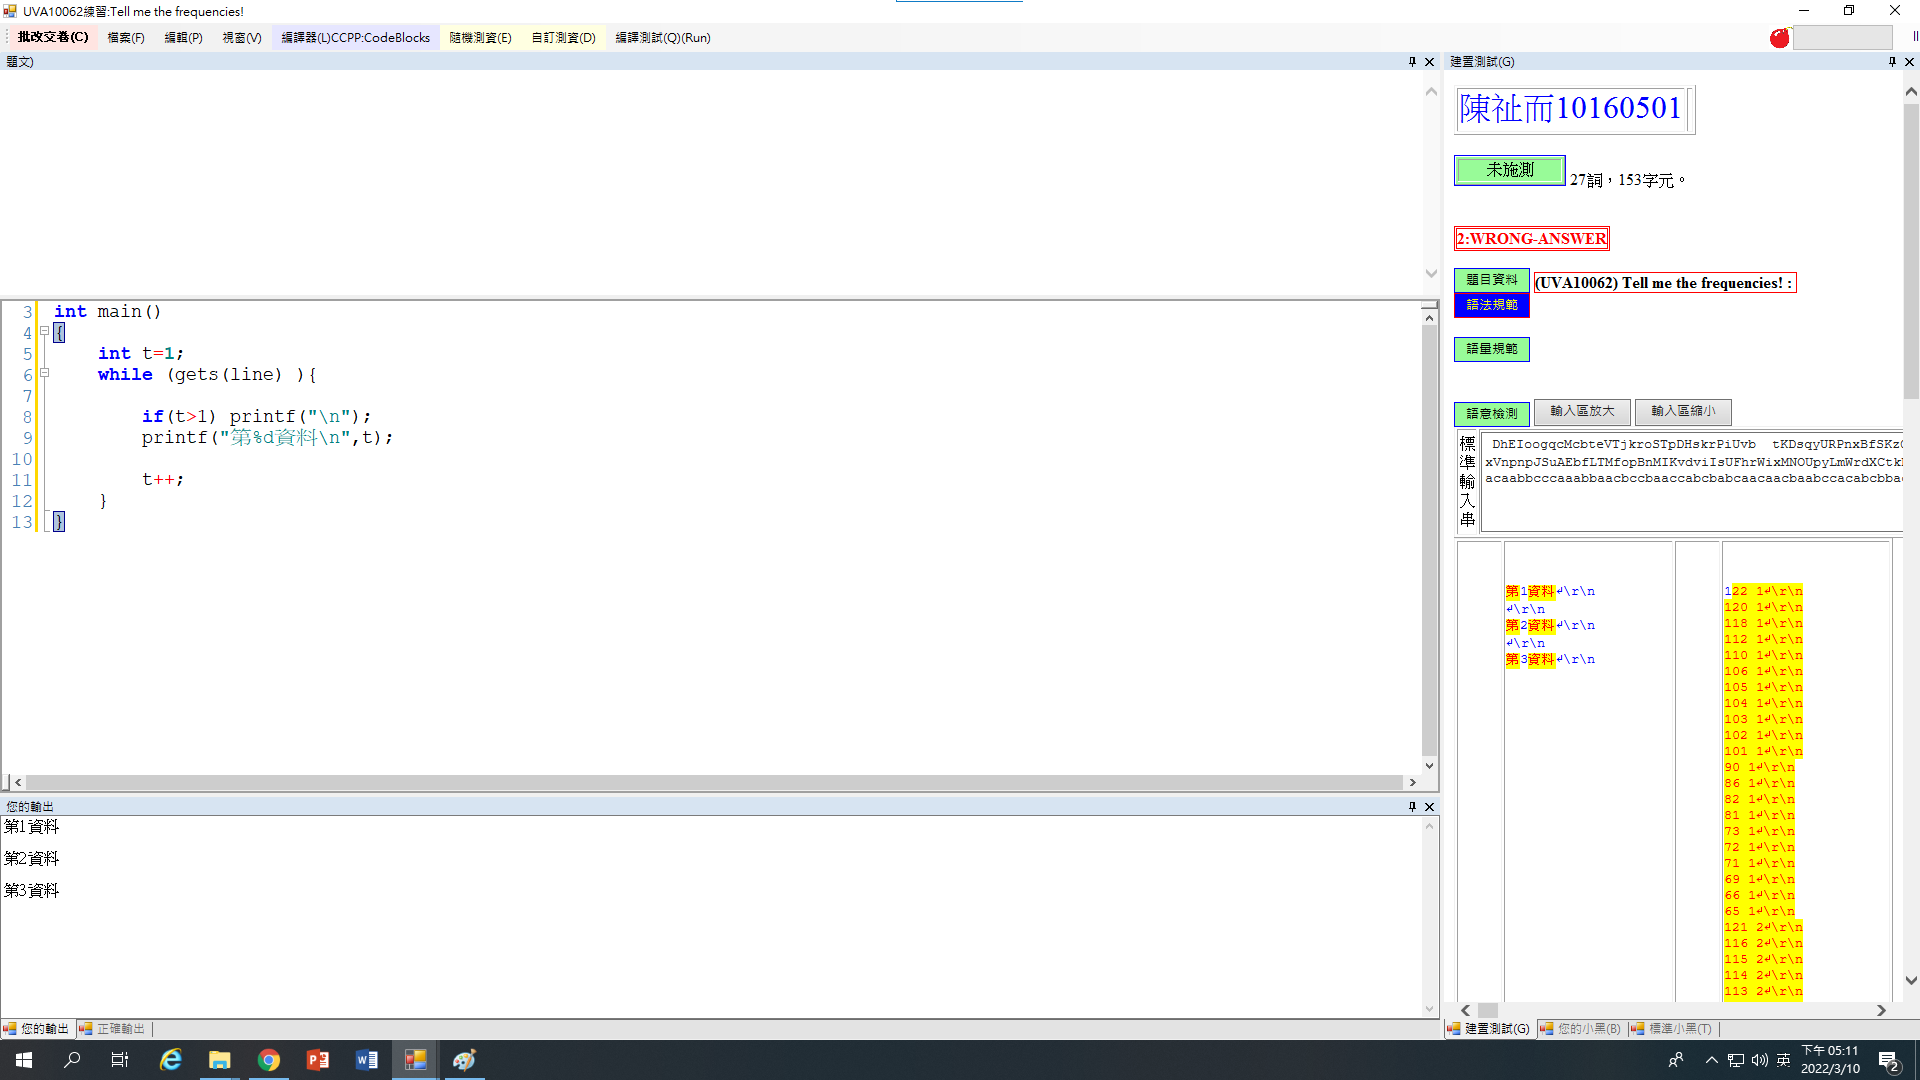 UVA10062練習:Tell me the frequencies!
批改交卷(C) 檔案(F) 編輯(P) 視窗(V) 編譯器(L)CCPP:CodeBlocks 隨機測資(E) 自訂測資(D) 編譯測試(Q)(Run)
題文)
3 int main()
4 {
5 int t=1;
6 while (gets(line) ){
7
8 if(t>1) printf("\n");
9 printf("第%d資料\n",t);
10
11 t++;
12 }
13 }
您的輸出
第1資料
第2資料
第3資料
您的輸出 正確輸出
建置測試(G)
陳祉而10160501
未施測 27詞，153字元。
2:WRONG-ANSWER
題目資料 (UVA10062) Tell me the frequencies! :
語法規範
語量規範
語意檢測 輸入區放大 輸入區縮小
標準輸入串
DhEIoogqcMcbteVTjkroSTpDHskrPiUvb tKDsqyURPnxBfSKz
xVnpnpJSuAEbfLTMfopBnMIKvdviIsUFhrWixMNOUpyLmWrdXCtk
acaabbcccaaabbaacbccbaaccabcbabcaacaacbaabccacabcbba
第1資料↲\r\n
↲\r\n
第2資料↲\r\n
↲\r\n
第3資料↲\r\n
122 1↲\r\n
120 1↲\r\n
118 1↲\r\n
112 1↲\r\n
110 1↲\r\n
106 1↲\r\n
105 1↲\r\n
104 1↲\r\n
103 1↲\r\n
102 1↲\r\n
101 1↲\r\n
90 1↲\r\n
86 1↲\r\n
82 1↲\r\n
81 1↲\r\n
73 1↲\r\n
72 1↲\r\n
71 1↲\r\n
69 1↲\r\n
66 1↲\r\n
65 1↲\r\n
121 2↲\r\n
116 2↲\r\n
115 2↲\r\n
114 2↲\r\n
113 2↲\r\n
建置測試(G) 您的小黑(B) 標準小黑(T)
英 下午 05:11
2022/3/10
2